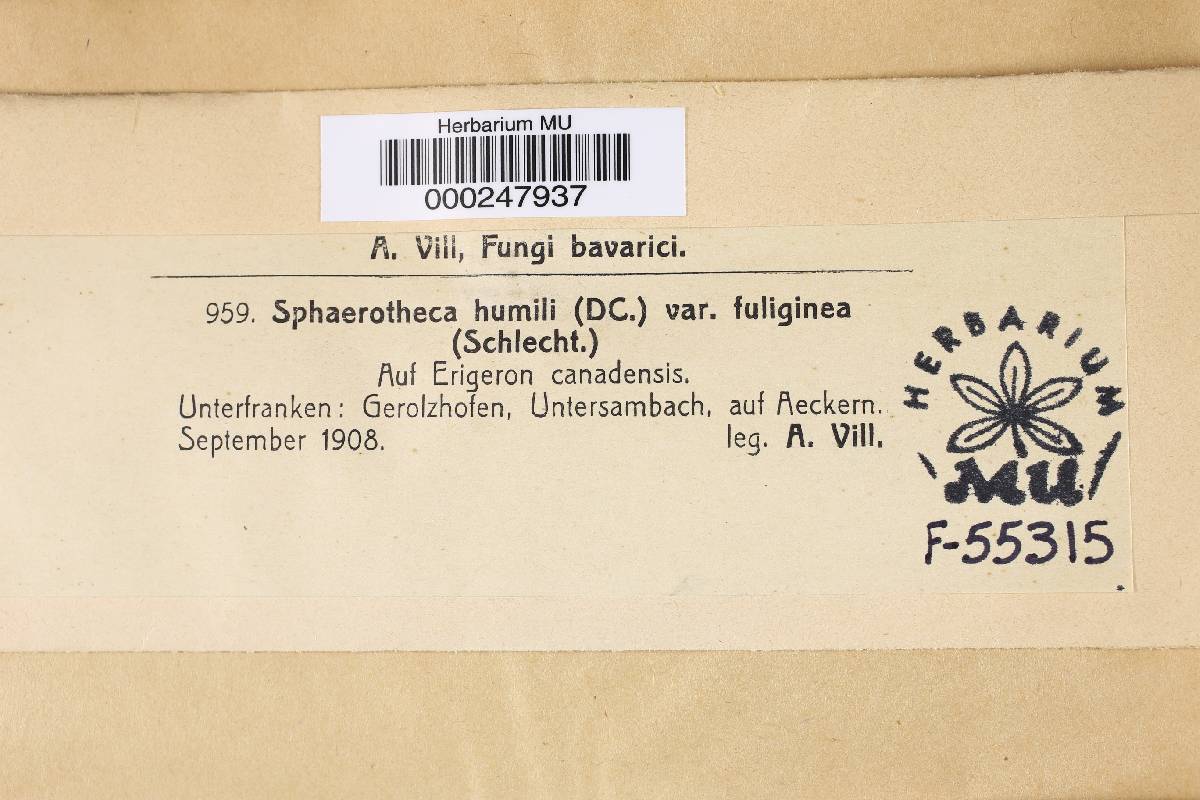 Herbarium MU
000247937
A. Vill, Fungi bavarici.
959. Sphaerotheca humili (DC.) var. fuliginea
(Schlecht.)
Auf Erigeron canadensis.
Unterfranken: Gerolzhofen, Untersambach, auf Aeckern.
September 1908. leg. A. Vill.
HERBARIUM
MU
F-55315